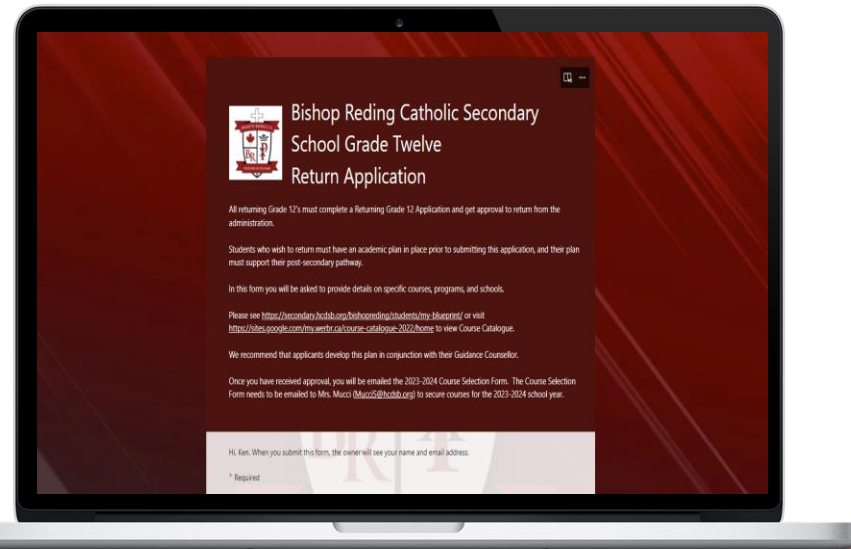 Bishop Reding Catholic Secondary
School Grade Twelve
Return Application
All returning Grade 12's must complete a Returning Grade 12 Application and get approval to return from the
administration.
Students who wish to return must have an academic plan in place prior to submitting this application, and their plan
must support their post-secondary pathway.
In this form you will be asked to provide details on specific courses, programs, and schools.
Please see https://secondary.hcdsb.org/bishopreding/students/my-blueprint/ or visit
https://sites.google.com/my.werbr.ca/course-catalogue-2022/home to view Course Catalogue.
We recommend that applicants develop this plan in conjunction with their Guidance Counsellor.
Once you have received approval, you will be emailed the 2023-2024 Course Selection Form. The Course Selection
Form needs to be emailed to Mrs. Mucci (MucciS@hcdsb.org) to secure courses for the 2023-2024 school year.
Hi, Ken. When you submit this form, the owner will see your name and email address.
* Required